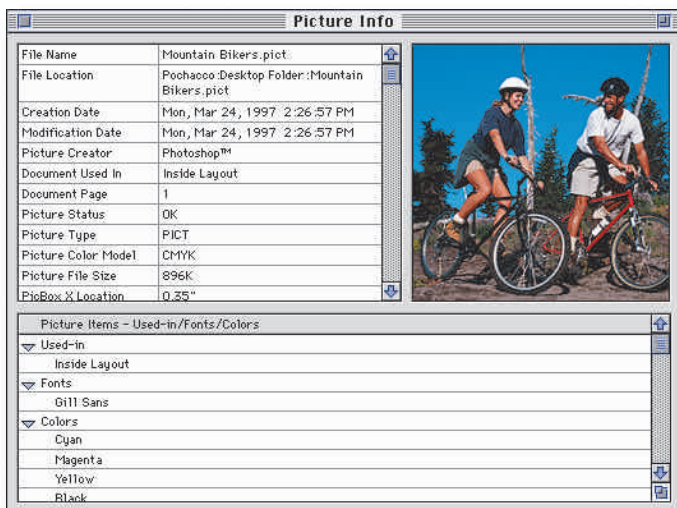 Picture Info
File Name Mountain Bikers.pict
File Location Pochacco:Desktop Folder:Mountain
Bikers.pict
Creation Date Mon, Mar 24, 1997 2:26:57 PM
Modification Date Mon, Mar 24, 1997 2:26:57 PM
Picture Creator Photoshop™
Document Used In Inside Layout
Document Page 1
Picture Status OK
Picture Type PICT
Picture Color Model CMYK
Picture File Size 896K
PicBox X Location 0.35"
Picture Items - Used-in/Fonts/Colors
Used-in
Inside Layout
Fonts
Gill Sans
Colors
Cyan
Magenta
Yellow
Black